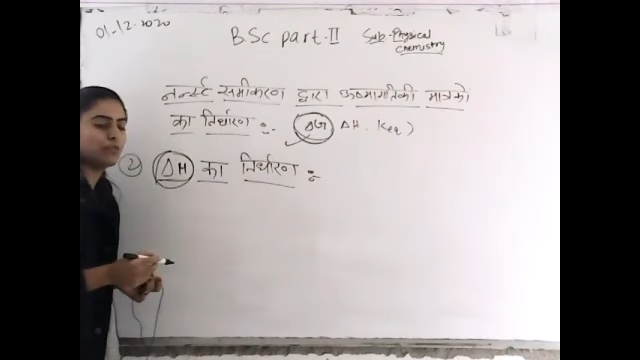 01-12-2020
BSc part-II Sub-Physical
chemistry
नर्न्स्ट समीकरण द्वारा ऊष्मागतिकी मात्रको
का निर्धारण :- ΔG ΔH. Keq)
2) ΔH का निर्धारण :-